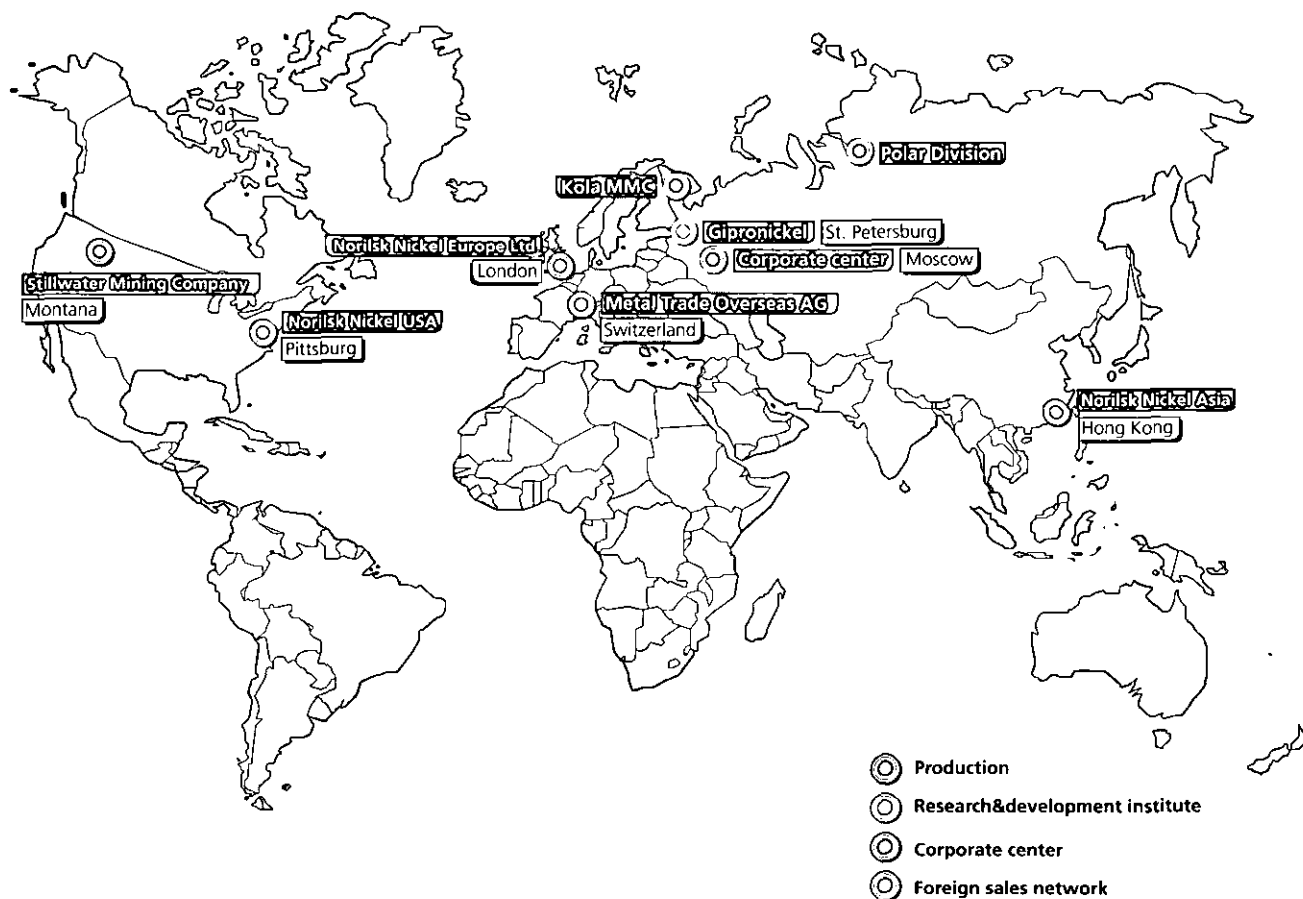 Polar Division
Kola MMC
Gipronickel
St. Petersburg
Norilsk Nickel Europe Ltd
London
Corporate center
Moscow
Stillwater Mining Company
Montana
Metal Trade Overseas AG
Switzerland
Norilsk Nickel USA
Pittsburg
Norilsk Nickel Asia
Hong Kong
Production
Research&development institute
Corporate center
Foreign sales network